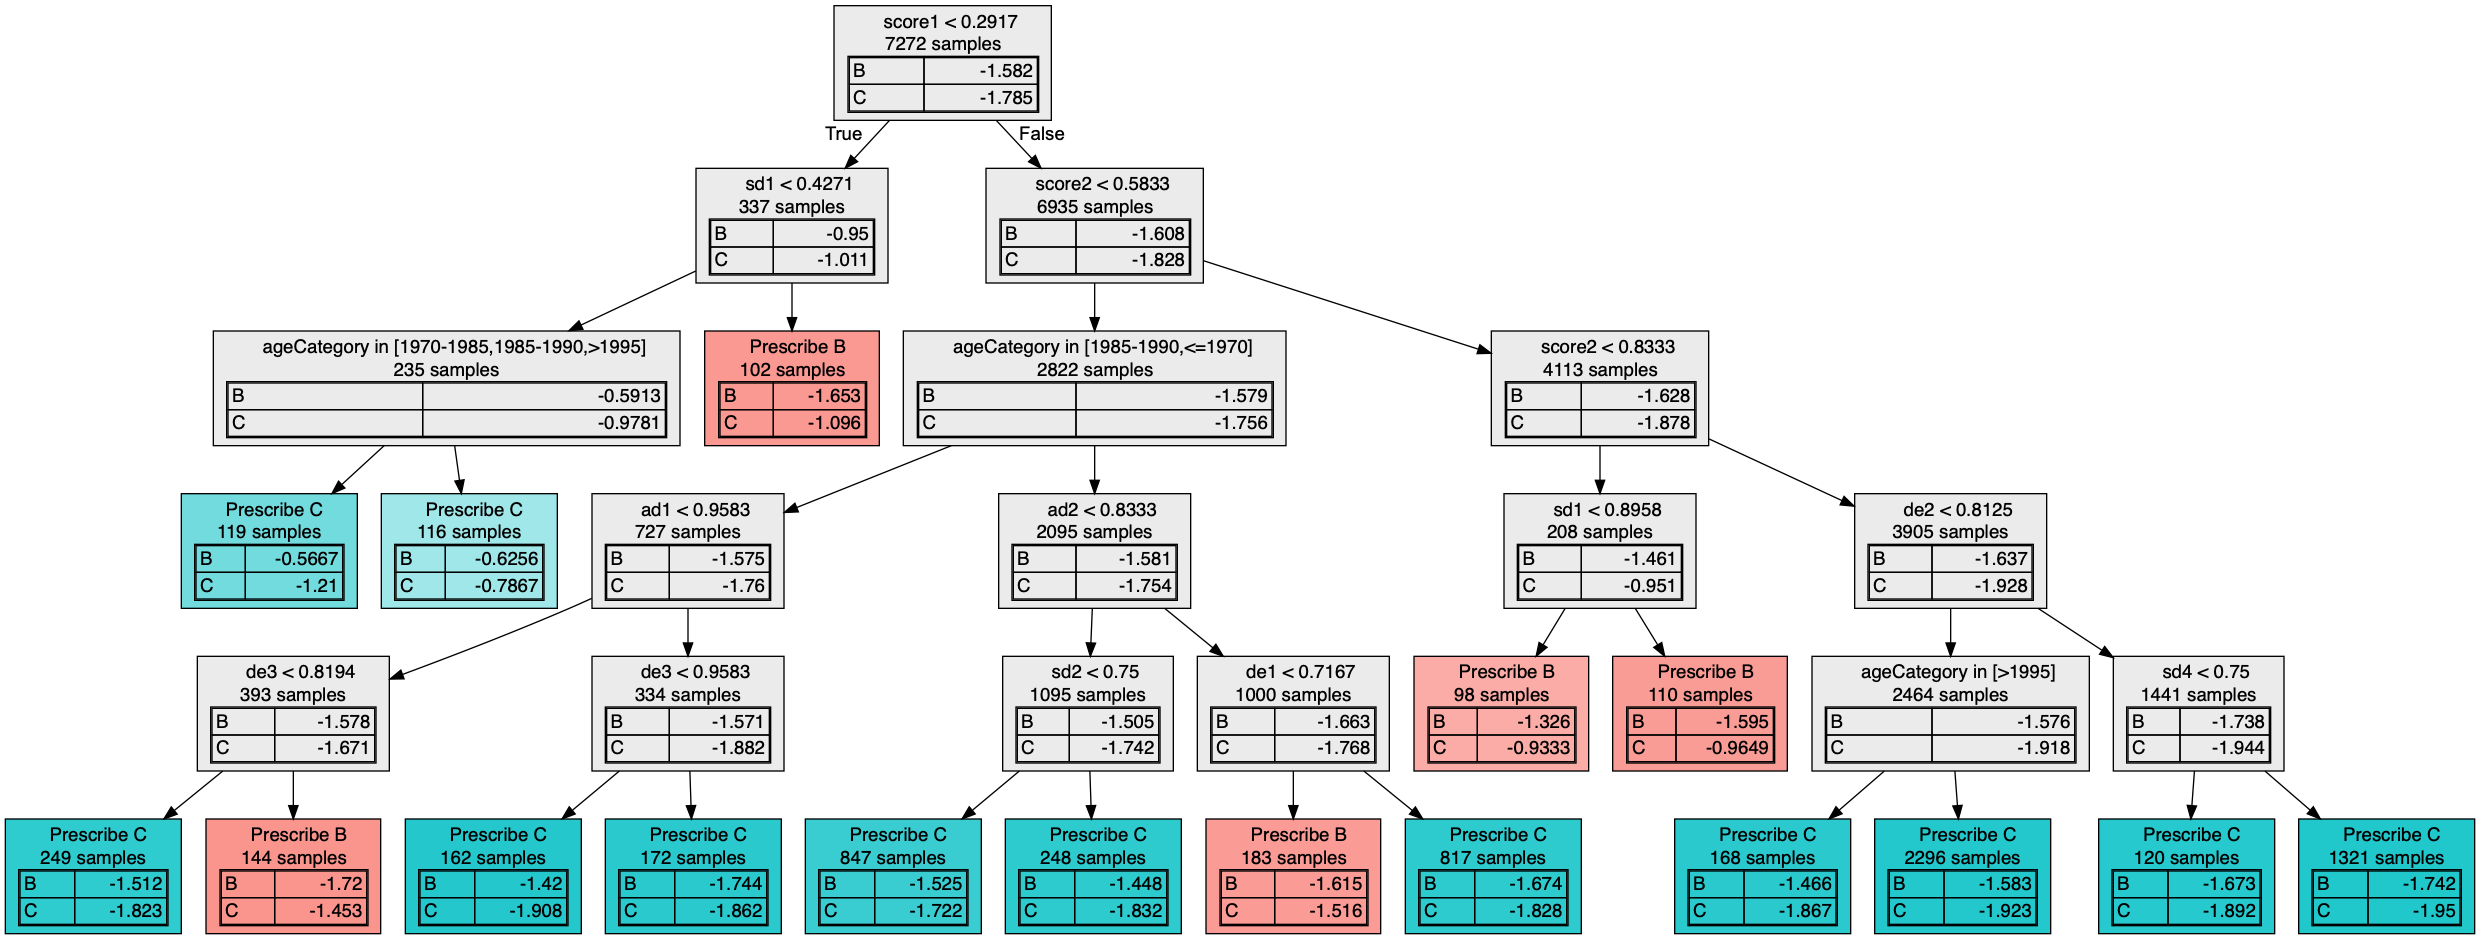 score1 < 0.2917
7272 samples
B -1.582
C -1.785
True False
sd1 < 0.4271
337 samples
B -0.95
C -1.011
score2 < 0.5833
6935 samples
B -1.608
C -1.828
ageCategory in [1970-1985,1985-1990,>1995]
235 samples
B -0.5913
C -0.9781
Prescribe B
102 samples
B -1.653
C -1.096
ageCategory in [1985-1990,<=1970]
2822 samples
B -1.579
C -1.756
score2 < 0.8333
4113 samples
B -1.628
C -1.878
Prescribe C
119 samples
B -0.5667
C -1.21
Prescribe C
116 samples
B -0.6256
C -0.7867
ad1 < 0.9583
727 samples
B -1.575
C -1.76
ad2 < 0.8333
2095 samples
B -1.581
C -1.754
sd1 < 0.8958
208 samples
B -1.461
C -0.951
de2 < 0.8125
3905 samples
B -1.637
C -1.928
de3 < 0.8194
393 samples
B -1.578
C -1.671
de3 < 0.9583
334 samples
B -1.571
C -1.882
sd2 < 0.75
1095 samples
B -1.505
C -1.742
de1 < 0.7167
1000 samples
B -1.663
C -1.768
Prescribe B
98 samples
B -1.326
C -0.9333
Prescribe B
110 samples
B -1.595
C -0.9649
ageCategory in [>1995]
2464 samples
B -1.576
C -1.918
sd4 < 0.75
1441 samples
B -1.738
C -1.944
Prescribe C
249 samples
B -1.512
C -1.823
Prescribe B
144 samples
B -1.72
C -1.453
Prescribe C
162 samples
B -1.42
C -1.908
Prescribe C
172 samples
B -1.744
C -1.862
Prescribe C
847 samples
B -1.525
C -1.722
Prescribe C
248 samples
B -1.448
C -1.832
Prescribe B
183 samples
B -1.615
C -1.516
Prescribe C
817 samples
B -1.674
C -1.828
Prescribe C
168 samples
B -1.466
C -1.867
Prescribe C
2296 samples
B -1.583
C -1.923
Prescribe C
120 samples
B -1.673
C -1.892
Prescribe C
1321 samples
B -1.742
C -1.95